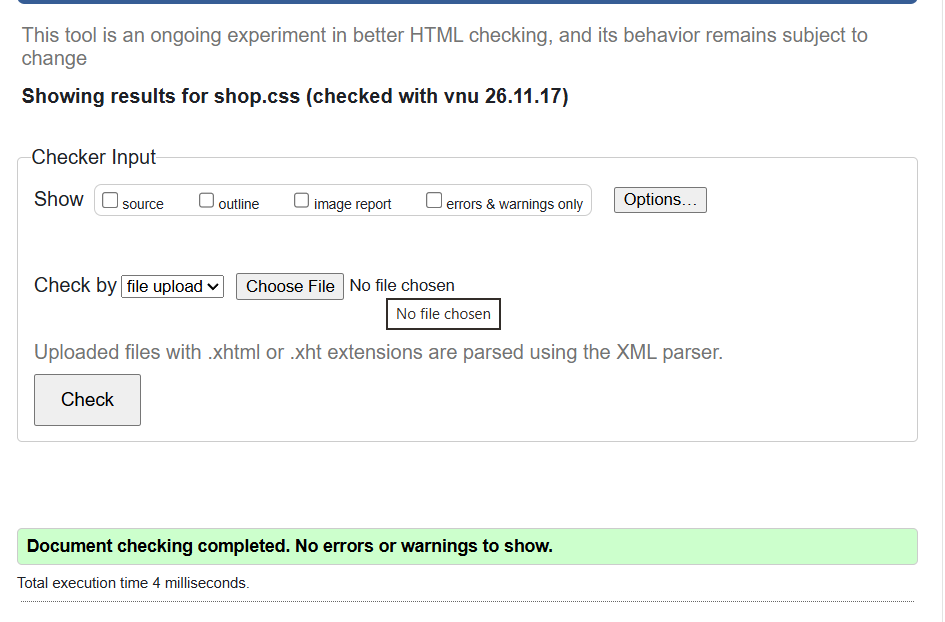 This tool is an ongoing experiment in better HTML checking, and its behavior remains subject to
change
Showing results for shop.css (checked with vnu 26.11.17)
Checker Input
Show source outline image report errors & warnings only Options…
Check by file upload Choose File No file chosen
No file chosen
Uploaded files with .xhtml or .xht extensions are parsed using the XML parser.
Check
Document checking completed. No errors or warnings to show.
Total execution time 4 milliseconds.